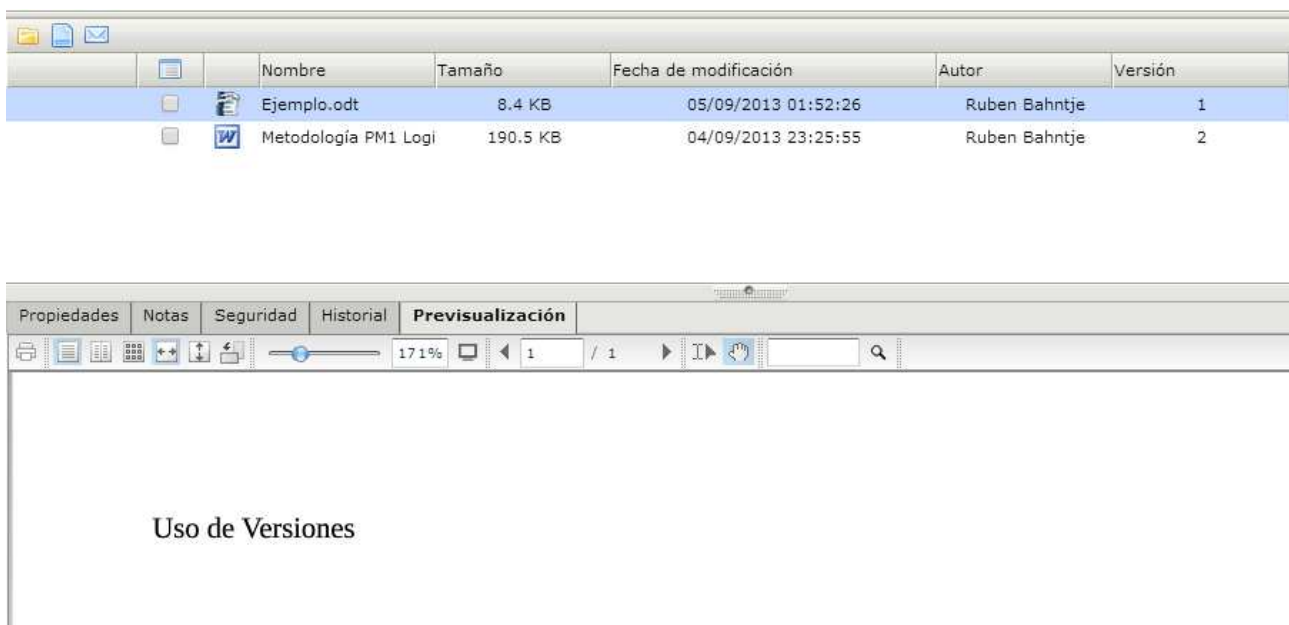 Nombre Tamaño Fecha de modificación Autor Versión
Ejemplo.odt 8.4 KB 05/09/2013 01:52:26 Ruben Bahntje 1
Metodología PM1 Logi 190.5 KB 04/09/2013 23:25:55 Ruben Bahntje 2
Propiedades Notas Seguridad Historial Previsualización
171% 1 / 1
Uso de Versiones